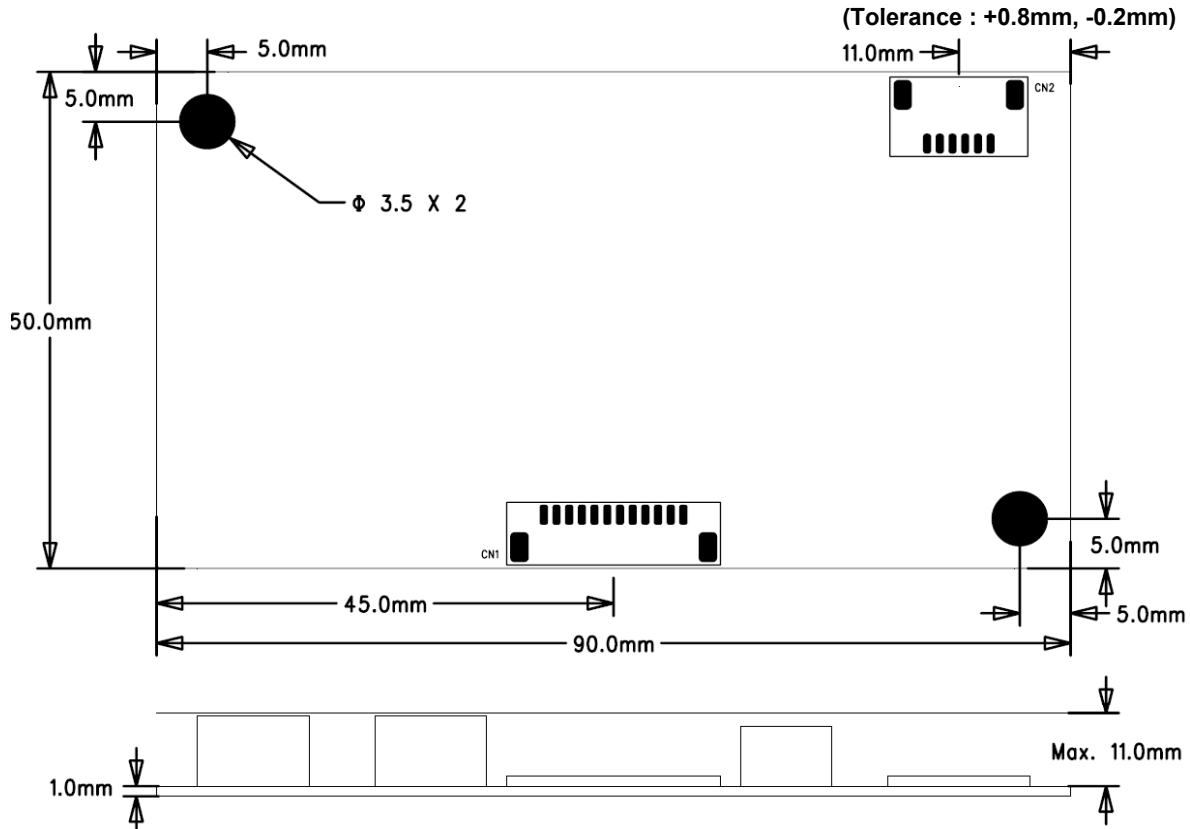 (Tolerance : +0.8mm, -0.2mm)
5.0mm
11.0mm
5.0mm
CN2
Φ 3.5 X 2
50.0mm
CN1
5.0mm
45.0mm
5.0mm
90.0mm
Max. 11.0mm
1.0mm